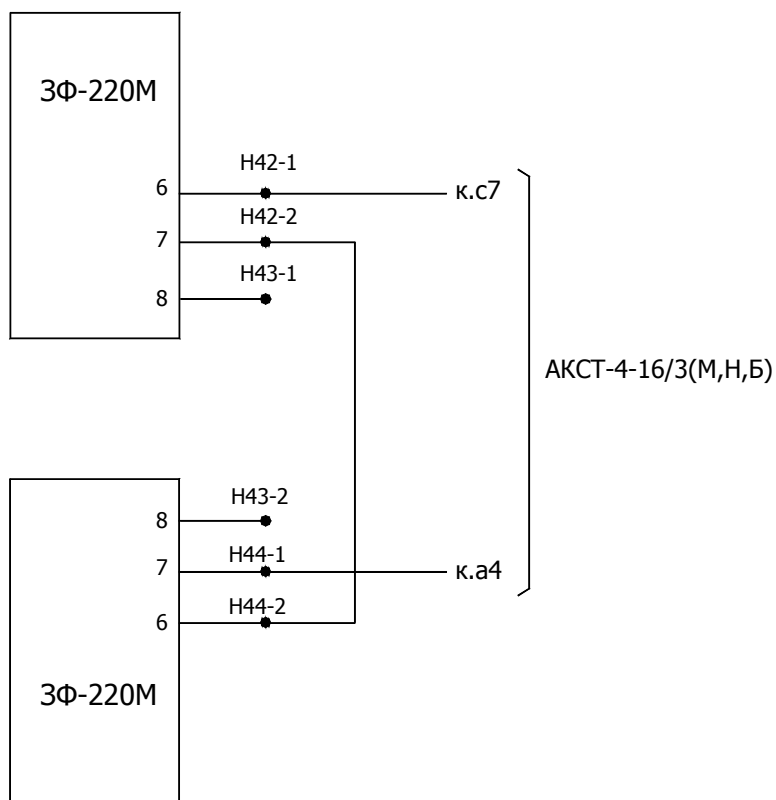 ЗФ-220М
6
Н42-1
к.с7
7
Н42-2
8
Н43-1
АКСТ-4-16/3(М,Н,Б)
8
Н43-2
7
Н44-1
к.а4
6
Н44-2
ЗФ-220М